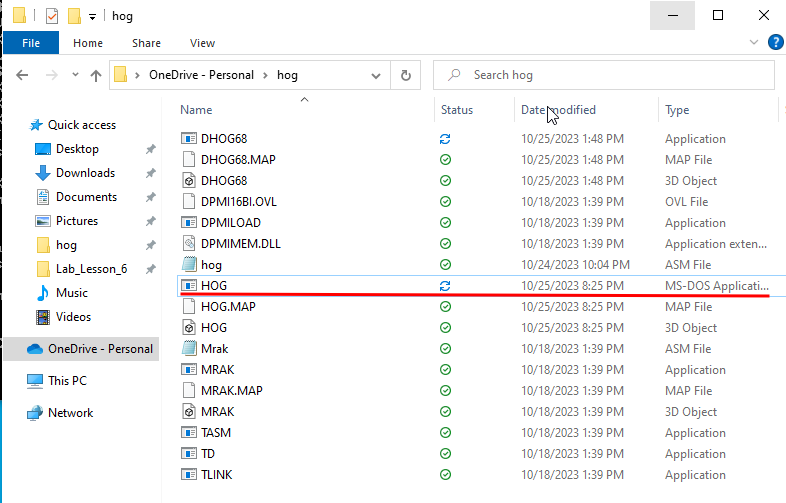 hog
File Home Share View
OneDrive - Personal hog Search hog
Name Status Date modified Type
Quick access
Desktop
Downloads
Documents
Pictures
hog
Lab_Lesson_6
Music
Videos
OneDrive - Personal
This PC
Network
DHOG68 10/25/2023 1:48 PM Application
DHOG68.MAP 10/25/2023 1:48 PM MAP File
DHOG68 10/25/2023 1:48 PM 3D Object
DPMI16BI.OVL 10/18/2023 1:39 PM OVL File
DPMILOAD 10/18/2023 1:39 PM Application
DPMIMEM.DLL 10/18/2023 1:39 PM Application exten...
hog 10/24/2023 10:04 PM ASM File
HOG 10/25/2023 8:25 PM MS-DOS Applicati...
HOG.MAP 10/25/2023 8:25 PM MAP File
HOG 10/25/2023 8:25 PM 3D Object
Mrak 10/18/2023 1:39 PM ASM File
MRAK 10/18/2023 1:39 PM Application
MRAK.MAP 10/18/2023 1:39 PM MAP File
MRAK 10/18/2023 1:39 PM 3D Object
TASM 10/18/2023 1:39 PM Application
TD 10/18/2023 1:39 PM Application
TLINK 10/18/2023 1:39 PM Application